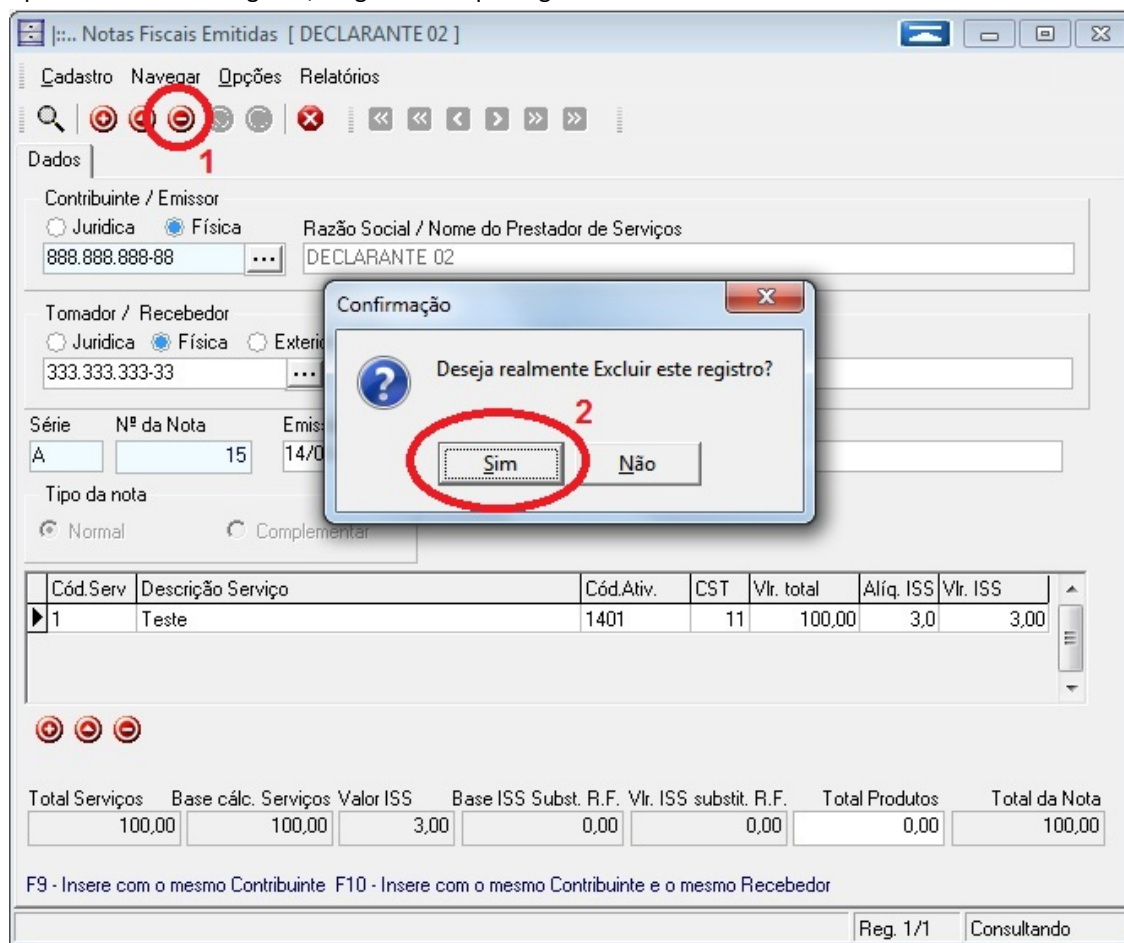 |::.. Notas Fiscais Emitidas [ DECLARANTE 02 ]
Cadastro Navegar Opções Relatórios
1
Dados
Contribuinte / Emissor
Juridica Física Razão Social / Nome do Prestador de Serviços
888.888.888-88 ... DECLARANTE 02
Confirmação
Tomador / Recebedor
Juridica Física
333.333.333-33 ...
Deseja realmente Excluir este registro?
2
Série Nº da Nota
A 15
Sim Não
Tipo da nota
Normal Complementar
Cód.Serv Descrição Serviço Cód.Ativ. CST Vlr. total Alíq. ISS Vlr. ISS
1 Teste 1401 11 100,00 3,0 3,00
Total Serviços Base cálc. Serviços Valor ISS Base ISS Subst. R.F. Vlr. ISS substit. R.F. Total Produtos Total da Nota
100,00 100,00 3,00 0,00 0,00 0,00 100,00
F9 - Insere com o mesmo Contribuinte F10 - Insere com o mesmo Contribuinte e o mesmo Recebedor
Reg. 1/1 Consultando